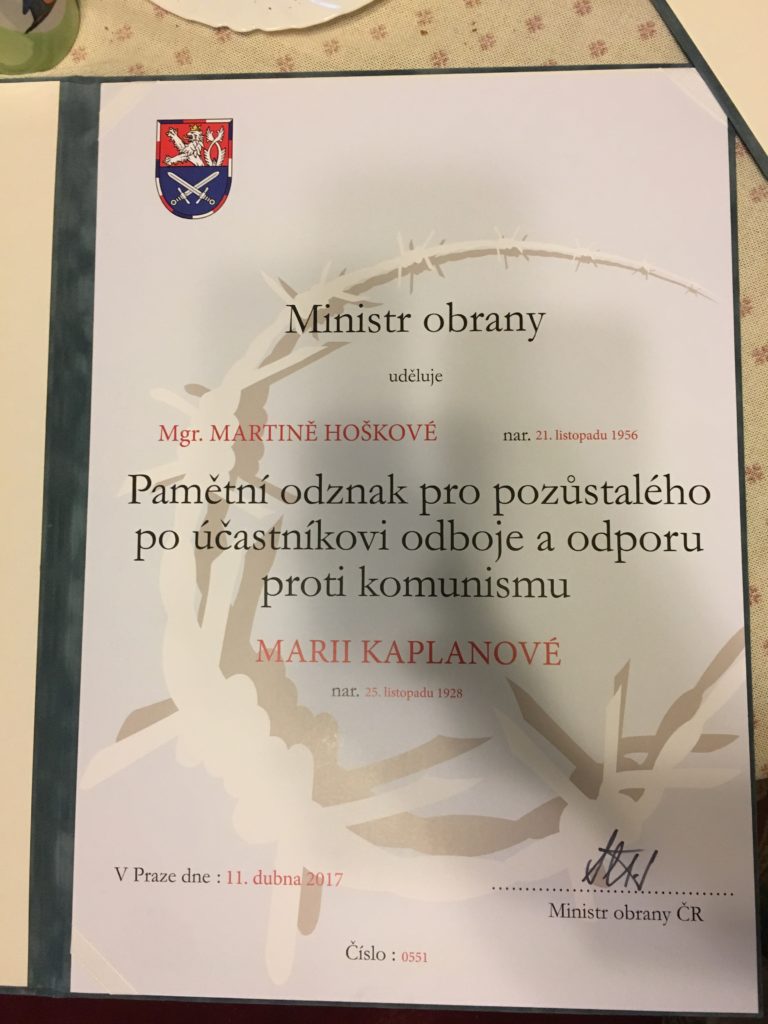 Ministr obrany
uděluje
Mgr. MARTINĚ HOŠKOVÉ nar. 21. listopadu 1956
Pamětní odznak pro pozůstalého
po účastníkovi odboje a odporu
proti komunismu
MARII KAPLANOVÉ
nar. 25. listopadu 1928
V Praze dne : 11. dubna 2017
Ministr obrany ČR
Číslo : 0551